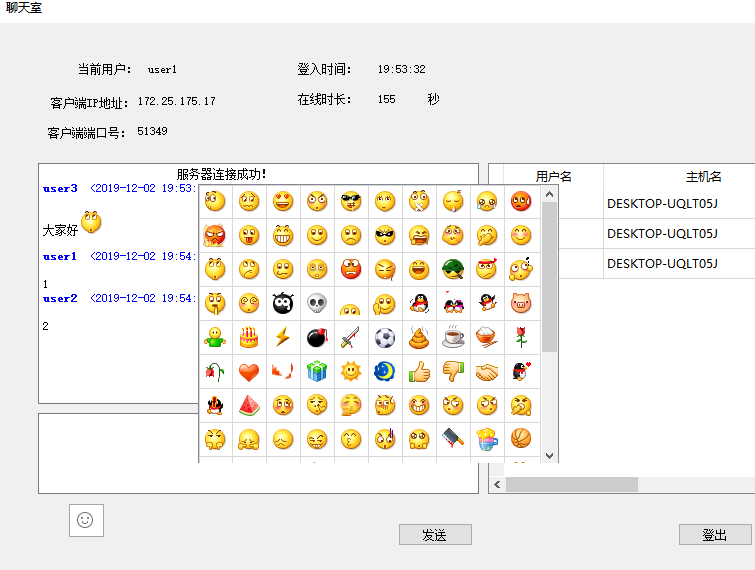 聊天室
当前用户： user1
登入时间： 19:53:32
客户端IP地址： 172.25.175.17
在线时长： 155 秒
客户端端口号： 51349
服务器连接成功!
user3 <2019-12-02 19:53:
大家好
user1 <2019-12-02 19:54:
1
user2 <2019-12-02 19:54:
2
用户名 主机名
DESKTOP-UQLT05J
DESKTOP-UQLT05J
DESKTOP-UQLT05J
发送
登出